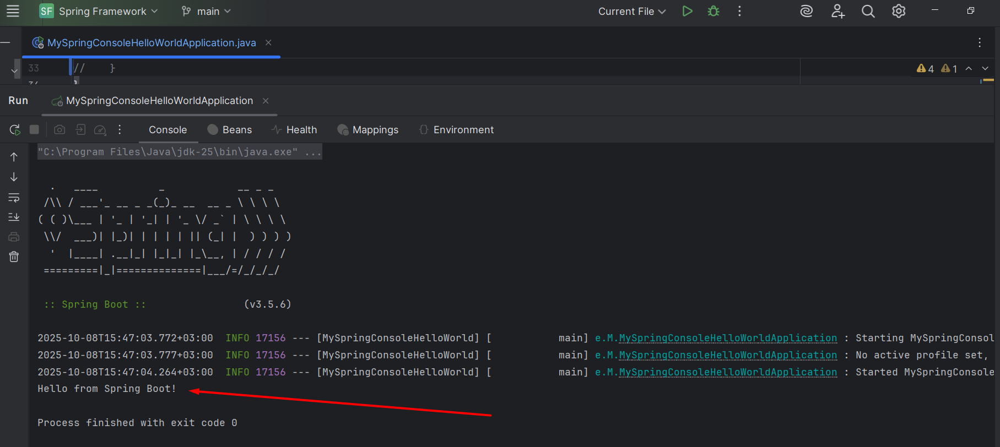 SF Spring Framework main Current File
MySpringConsoleHelloWorldApplication.java
33 // }
4 1
34 }
Run MySpringConsoleHelloWorldApplication
Console Beans Health Mappings Environment
"C:\Program Files\Java\jdk-25\bin\java.exe" ...
  .   ____          _            __ _ _
 /\\ / ___'_ __ _ _(_)_ __  __ _ \ \ \ \
( ( )\___ | '_ | '_| | '_ \/ _` | \ \ \ \
 \\/  ___)| |_)| | | | | || (_| |  ) ) ) )
  '  |____| .__|_| |_|_| |_\__, | / / / /
 =========|_|==============|___/=/_/_/_/
 :: Spring Boot ::                (v3.5.6)
2025-10-08T15:47:03.772+03:00  INFO 17156 --- [MySpringConsoleHelloWorld] [           main] e.M.MySpringConsoleHelloWorldApplication : Starting MySpringConsol
2025-10-08T15:47:03.777+03:00  INFO 17156 --- [MySpringConsoleHelloWorld] [           main] e.M.MySpringConsoleHelloWorldApplication : No active profile set,
2025-10-08T15:47:04.264+03:00  INFO 17156 --- [MySpringConsoleHelloWorld] [           main] e.M.MySpringConsoleHelloWorldApplication : Started MySpringConsole
Hello from Spring Boot!
Process finished with exit code 0